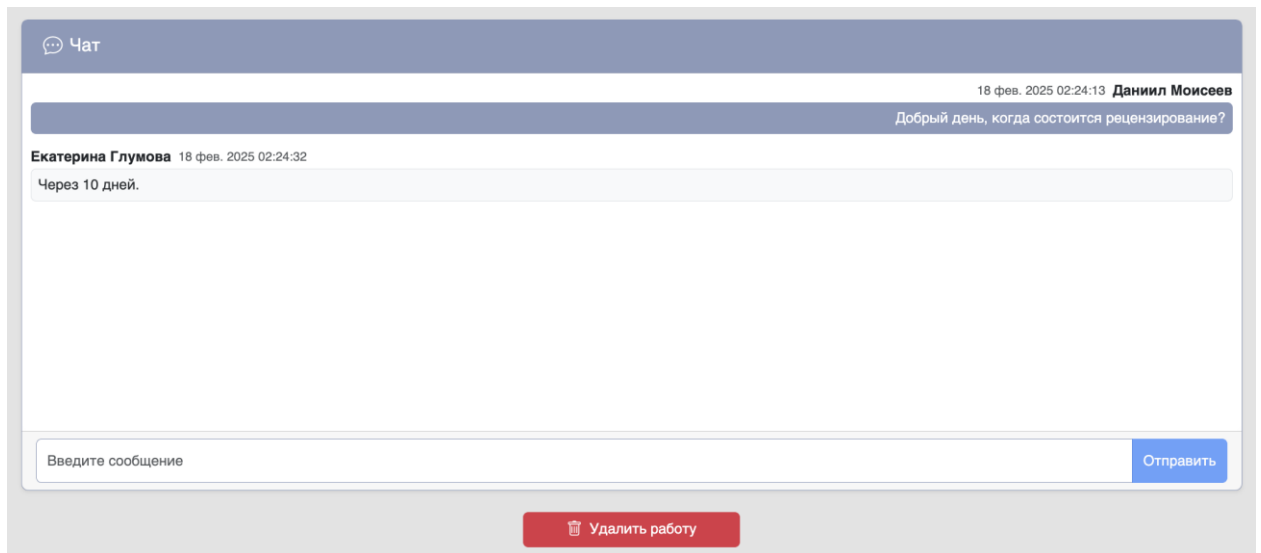 Чат
18 фев. 2025 02:24:13 Даниил Моисеев
Добрый день, когда состоится рецензирование?
Екатерина Глумова 18 фев. 2025 02:24:32
Через 10 дней.
Введите сообщение
Отправить
Удалить работу